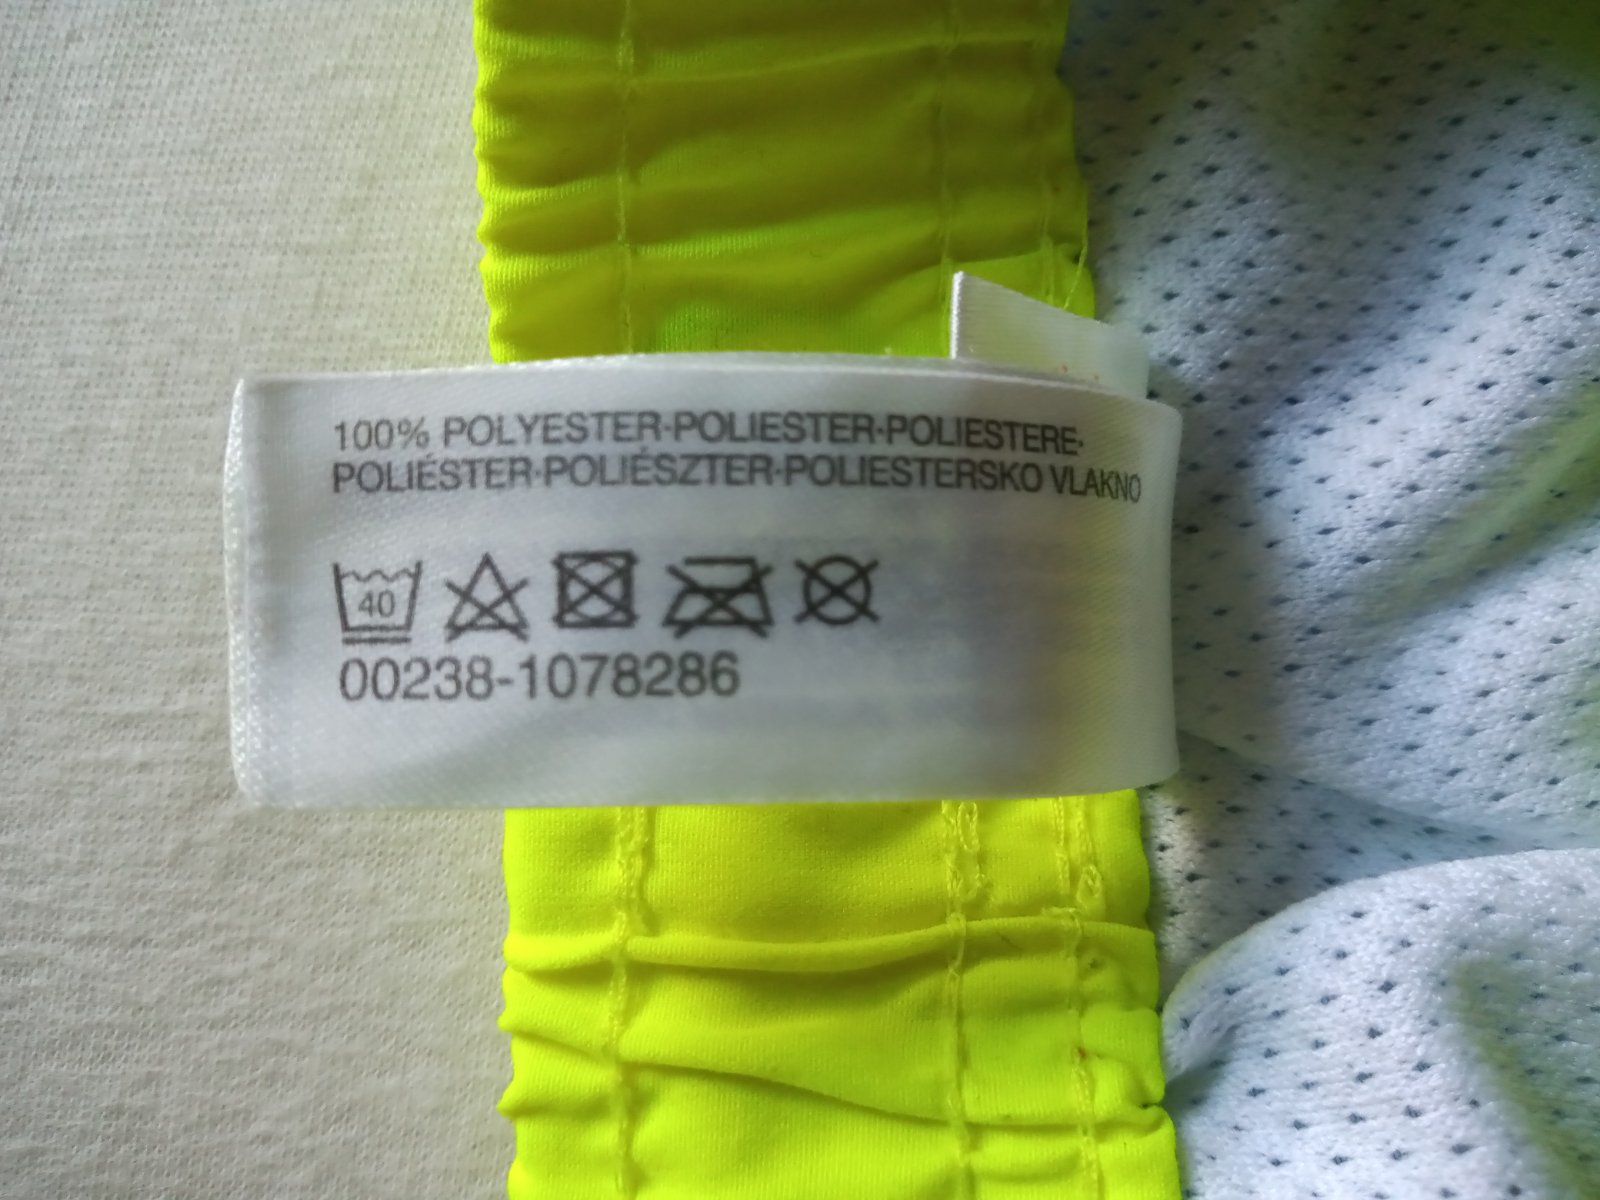 100% POLYESTER·POLIESTER·POLIESTERE·
POLIÉSTER·POLIÉSZTER·POLIESTERSKO VLAKNO
40
00238-1078286